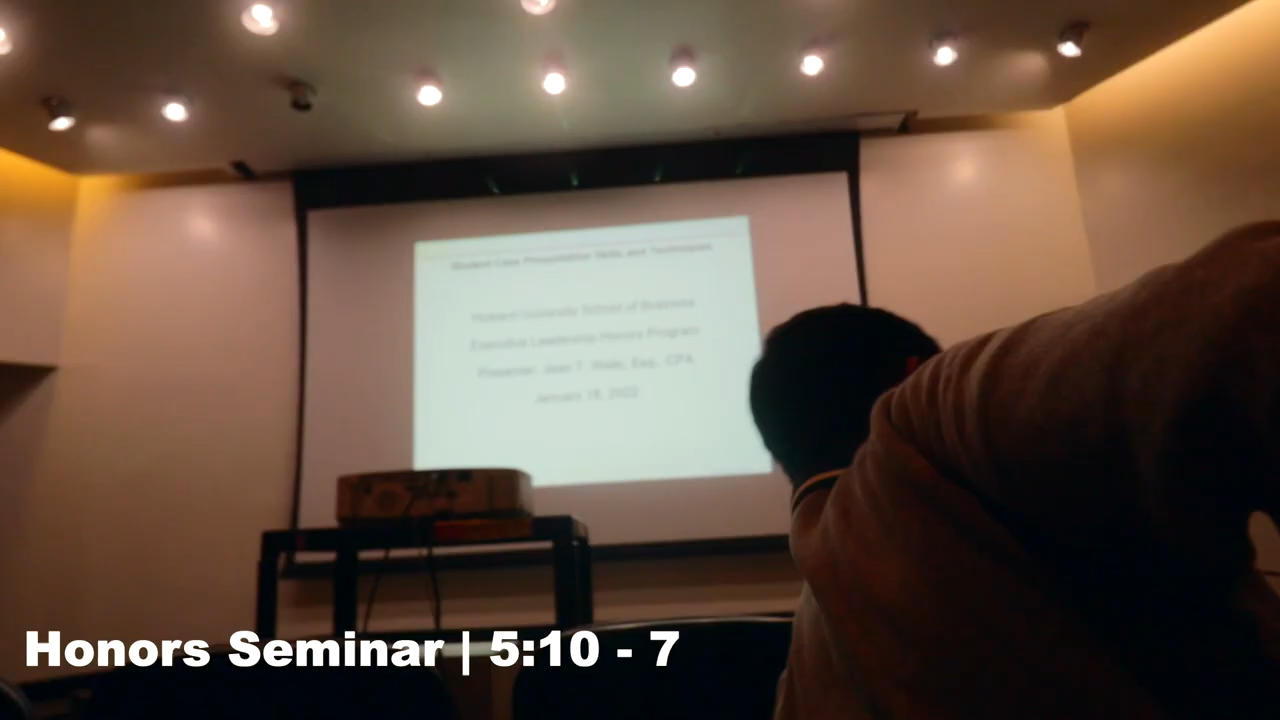 Student Case Presentation Skills and Techniques
Howard University School of Business
Executive Leadership Honors Program
Presenter: Jean T. Esq., CPA
January 18, 2022
Honors Seminar | 5:10 - 7